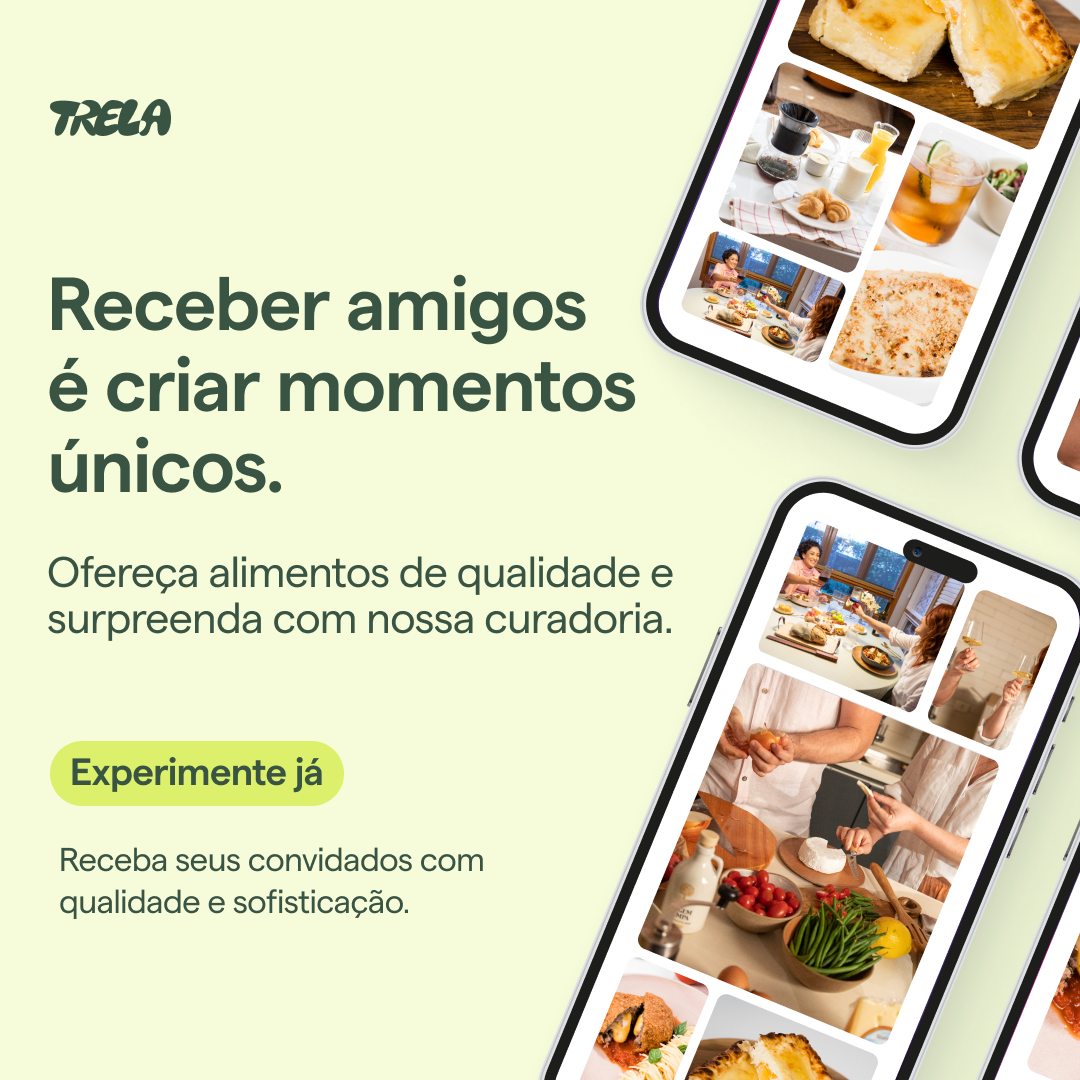 TRELA
Receber amigos
é criar momentos
únicos.
Ofereça alimentos de qualidade e
surpreenda com nossa curadoria.
Experimente já
Receba seus convidados com
qualidade e sofisticação.